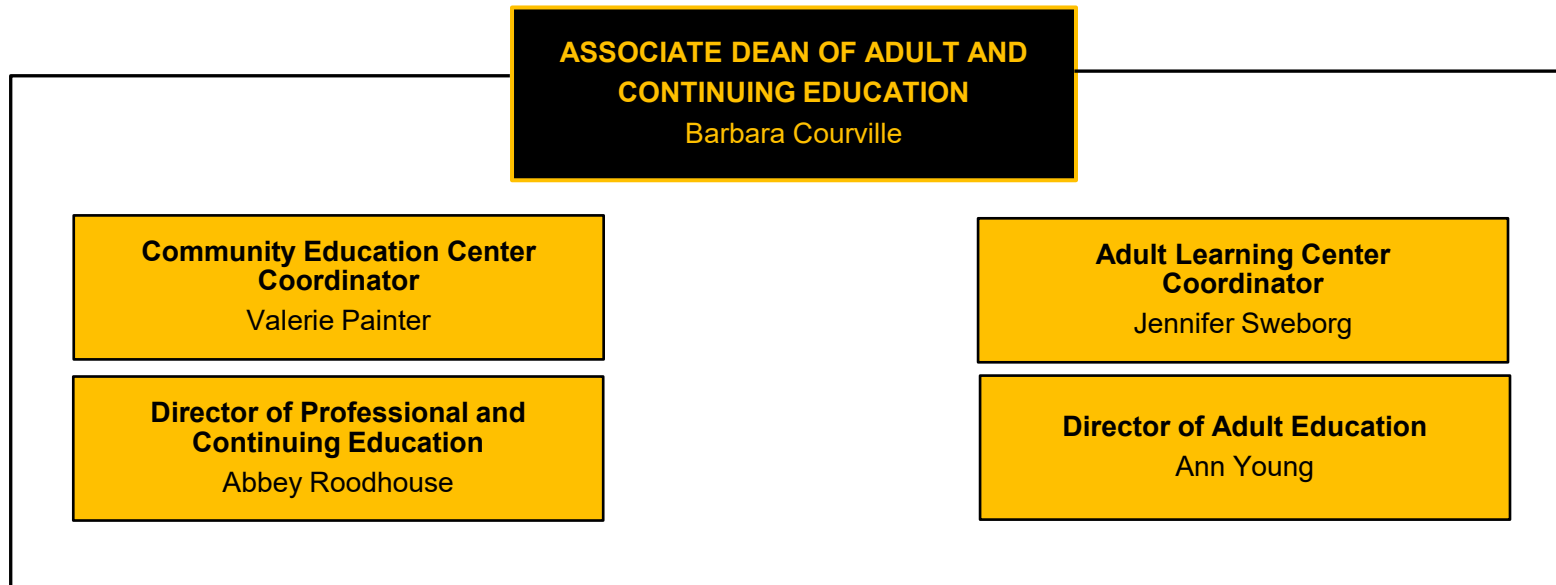 ASSOCIATE DEAN OF ADULT AND
CONTINUING EDUCATION
Barbara Courville
Community Education Center
Coordinator
Valerie Painter
Adult Learning Center
Coordinator
Jennifer Sweborg
Director of Professional and
Continuing Education
Abbey Roodhouse
Director of Adult Education
Ann Young